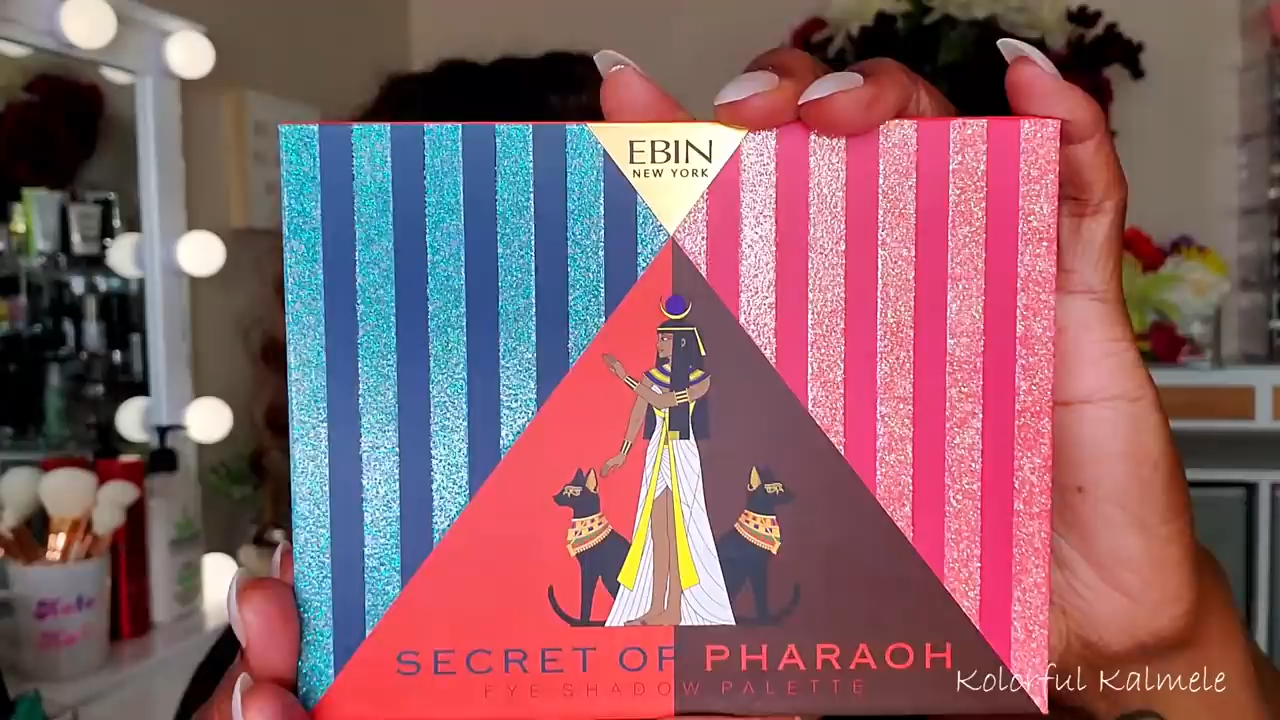 EBIN
NEW YORK
SECRET OF PHARAOH
EYE SHADOW PALETTE
Kolorful Kalmele